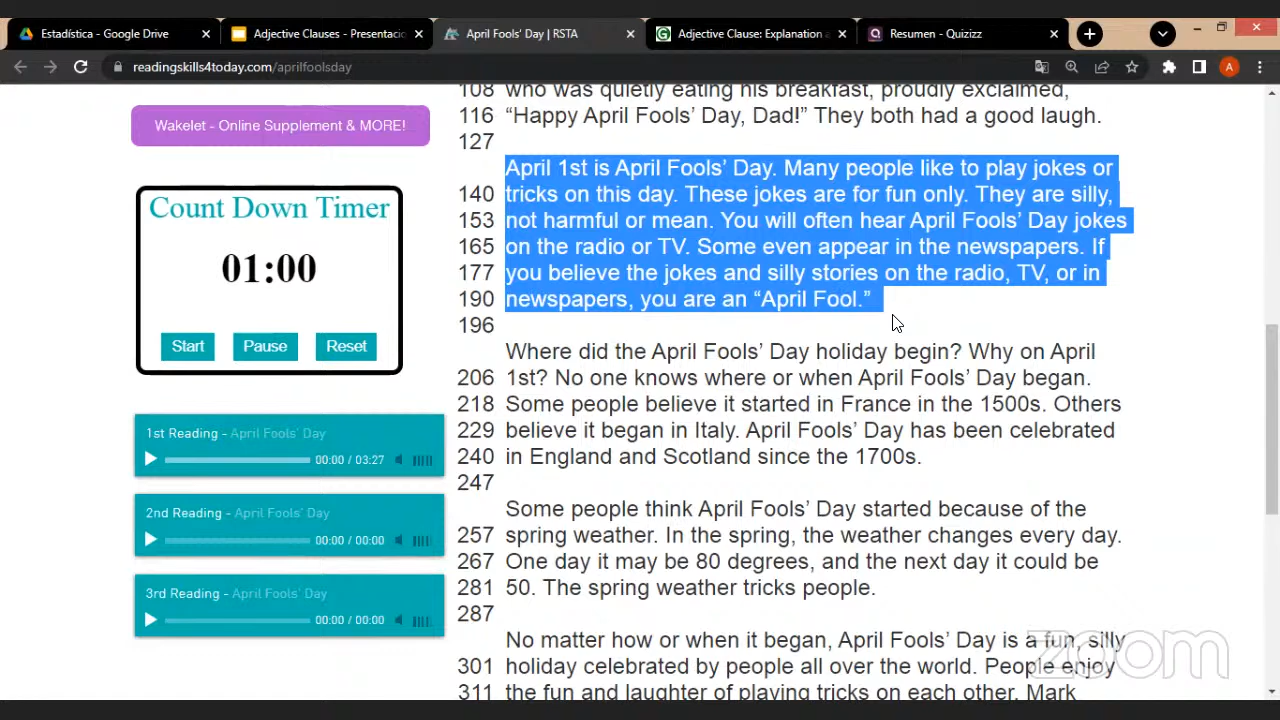 Estadística - Google Drive
Adjective Clauses - Presentacio
April Fools' Day | RSTA
Adjective Clause: Explanation a
Resumen - Quizizz
readingskills4today.com/aprilfoolsday
A
Wakelet - Online Supplement & MORE!
Count Down Timer
01:00
Start Pause Reset
1st Reading - April Fools' Day
00:00 / 03:27
2nd Reading - April Fools' Day
00:00 / 00:00
3rd Reading - April Fools' Day
00:00 / 00:00
108 who was quietly eating his breakfast, proudly exclaimed,
116 “Happy April Fools’ Day, Dad!” They both had a good laugh.
127
April 1st is April Fools’ Day. Many people like to play jokes or
140 tricks on this day. These jokes are for fun only. They are silly,
153 not harmful or mean. You will often hear April Fools’ Day jokes
165 on the radio or TV. Some even appear in the newspapers. If
177 you believe the jokes and silly stories on the radio, TV, or in
190 newspapers, you are an “April Fool.”
196
Where did the April Fools’ Day holiday begin? Why on April
206 1st? No one knows where or when April Fools’ Day began.
218 Some people believe it started in France in the 1500s. Others
229 believe it began in Italy. April Fools’ Day has been celebrated
240 in England and Scotland since the 1700s.
247
Some people think April Fools’ Day started because of the
257 spring weather. In the spring, the weather changes every day.
267 One day it may be 80 degrees, and the next day it could be
281 50. The spring weather tricks people.
287
No matter how or when it began, April Fools’ Day is a fun, silly
301 holiday celebrated by people all over the world. People enjoy
311 the fun and laughter of playing tricks on each other. Mark
zoom